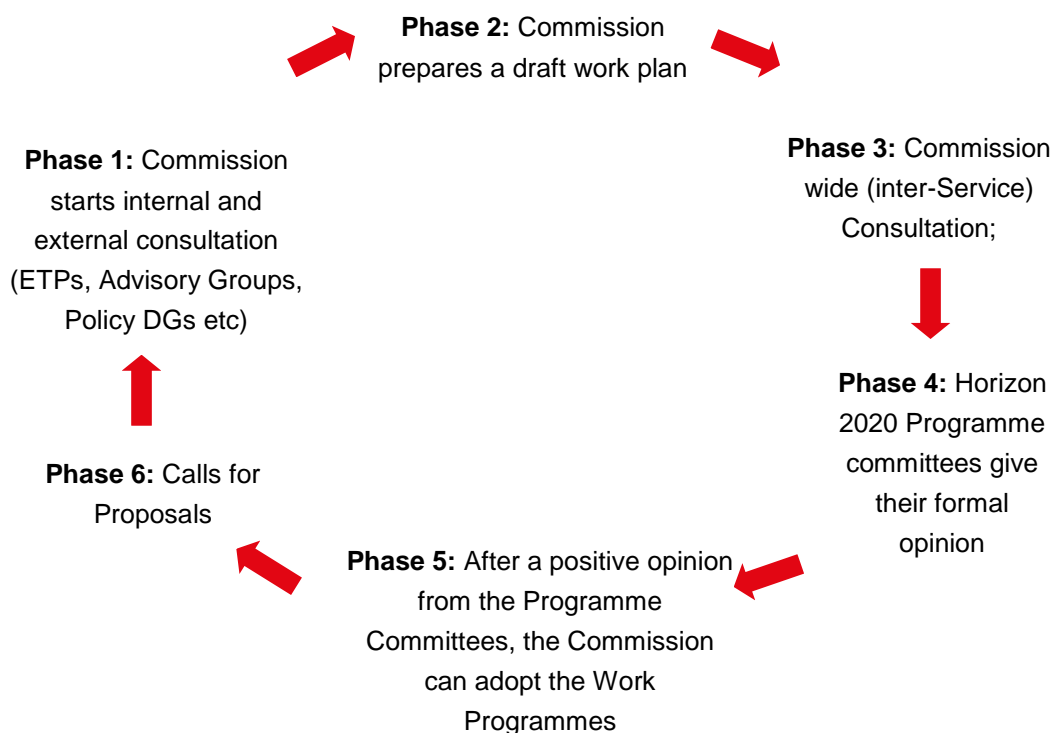 Phase 1: Commission
starts internal and
external consultation
(ETPs, Advisory Groups,
Policy DGs etc)
Phase 2: Commission
prepares a draft work plan
Phase 3: Commission
wide (inter-Service)
Consultation;
Phase 4: Horizon
2020 Programme
committees give
their formal
opinion
Phase 5: After a positive opinion
from the Programme
Committees, the Commission
can adopt the Work
Programmes
Phase 6: Calls for
Proposals